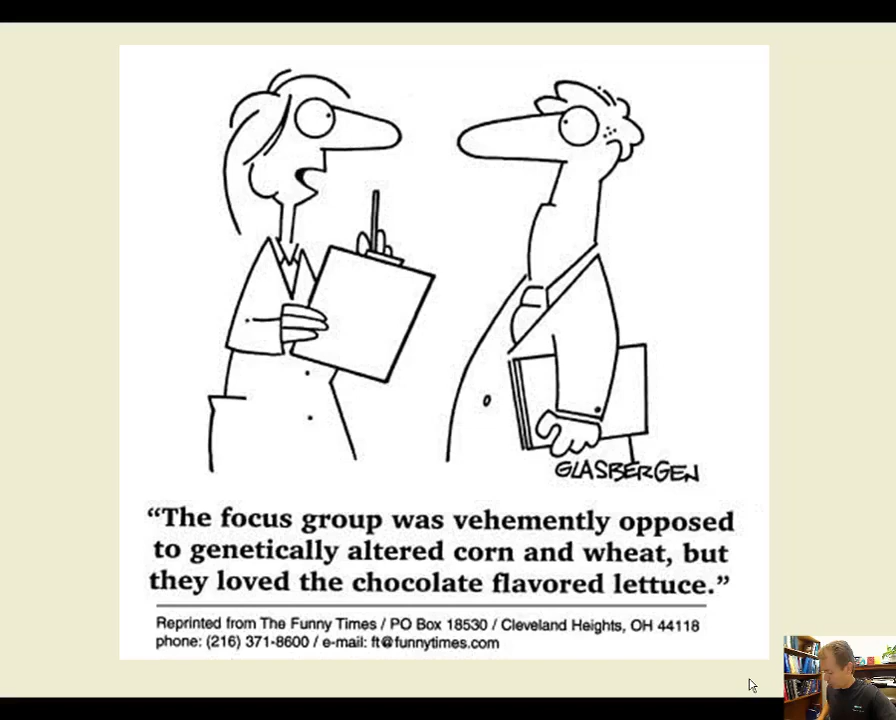 GLASBERGEN
“The focus group was vehemently opposed
to genetically altered corn and wheat, but
they loved the chocolate flavored lettuce.”
Reprinted from The Funny Times / PO Box 18530 / Cleveland Heights, OH 44118
phone: (216) 371-8600 / e-mail: ft@funnytimes.com